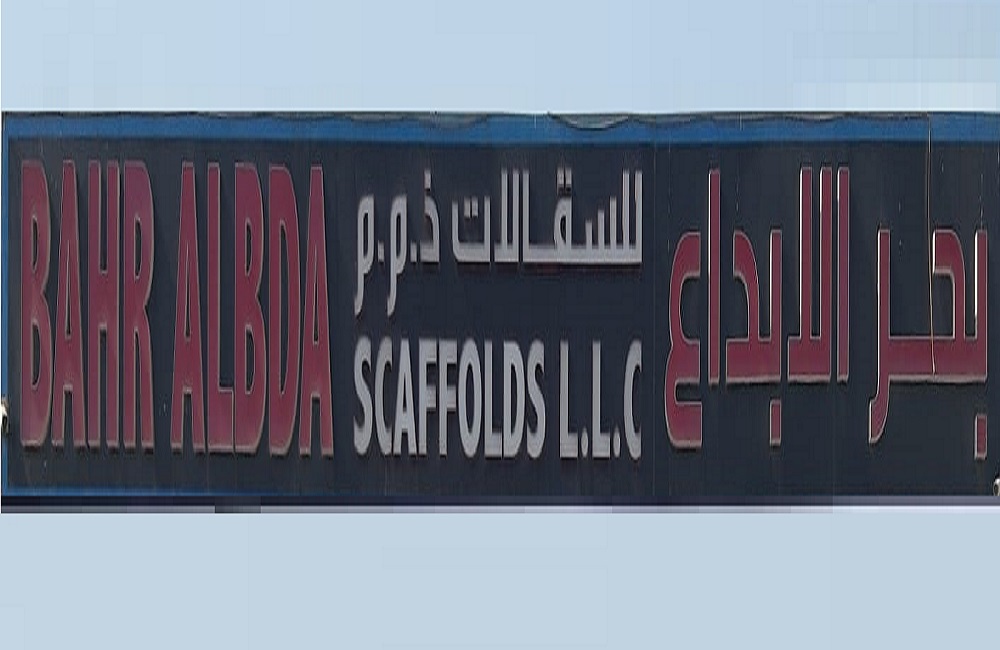 بحر الابداع
للسقالات ذ.م.م
BAHR ALBDA
SCAFFOLDS L.L.C